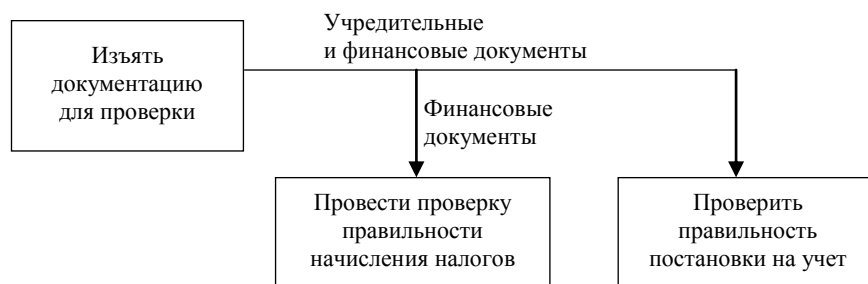 Учредительные
и финансовые документы
Изъять
документацию
для проверки
Финансовые
документы
Провести проверку
правильности
начисления налогов
Проверить
правильность
постановки на учет